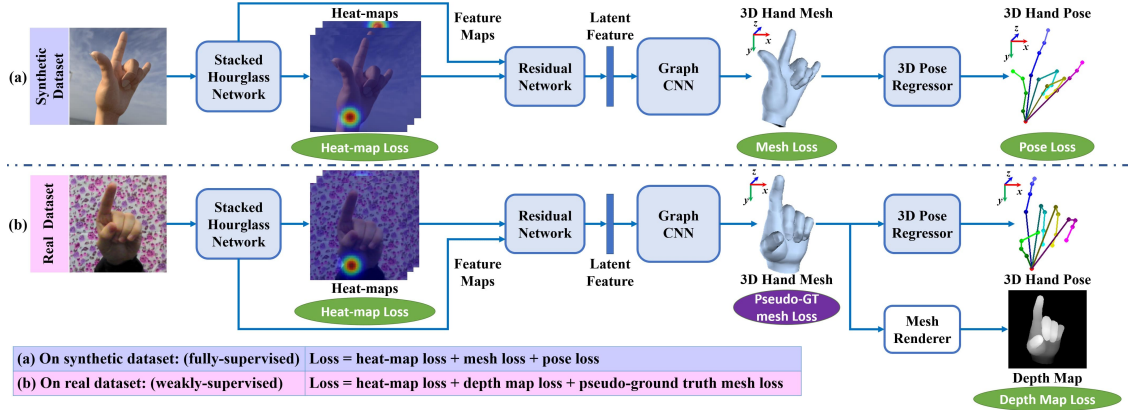 Heat-maps
Feature
Maps
Latent
Feature
3D Hand Mesh
3D Hand Pose
(a)
Synthetic
Dataset
Stacked
Hourglass
Network
Residual
Network
Graph
CNN
z
x
y
3D Pose
Regressor
z
x
y
Heat-map Loss
Mesh Loss
Pose Loss
(b)
Real Dataset
Stacked
Hourglass
Network
Residual
Network
Graph
CNN
z
x
y
3D Pose
Regressor
z
x
y
Heat-maps
Heat-map Loss
Feature
Maps
Latent
Feature
3D Hand Mesh
Pseudo-GT
mesh Loss
3D Hand Pose
Mesh
Renderer
Depth Map
Depth Map Loss
(a) On synthetic dataset: (fully-supervised) Loss = heat-map loss + mesh loss + pose loss
(b) On real dataset: (weakly-supervised) Loss = heat-map loss + depth map loss + pseudo-ground truth mesh loss